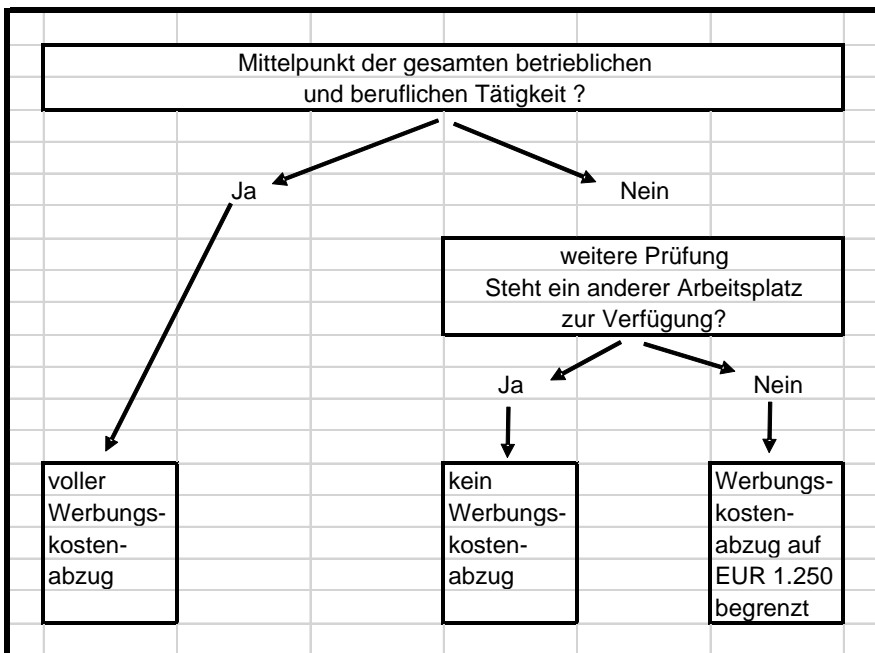 Mittelpunkt der gesamten betrieblichen
und beruflichen Tätigkeit ?
Ja
Nein
weitere Prüfung
Steht ein anderer Arbeitsplatz
zur Verfügung?
Ja
Nein
voller
Werbungs-
kosten-
abzug
kein
Werbungs-
kosten-
abzug
Werbungs-
kosten-
abzug auf
EUR 1.250
begrenzt